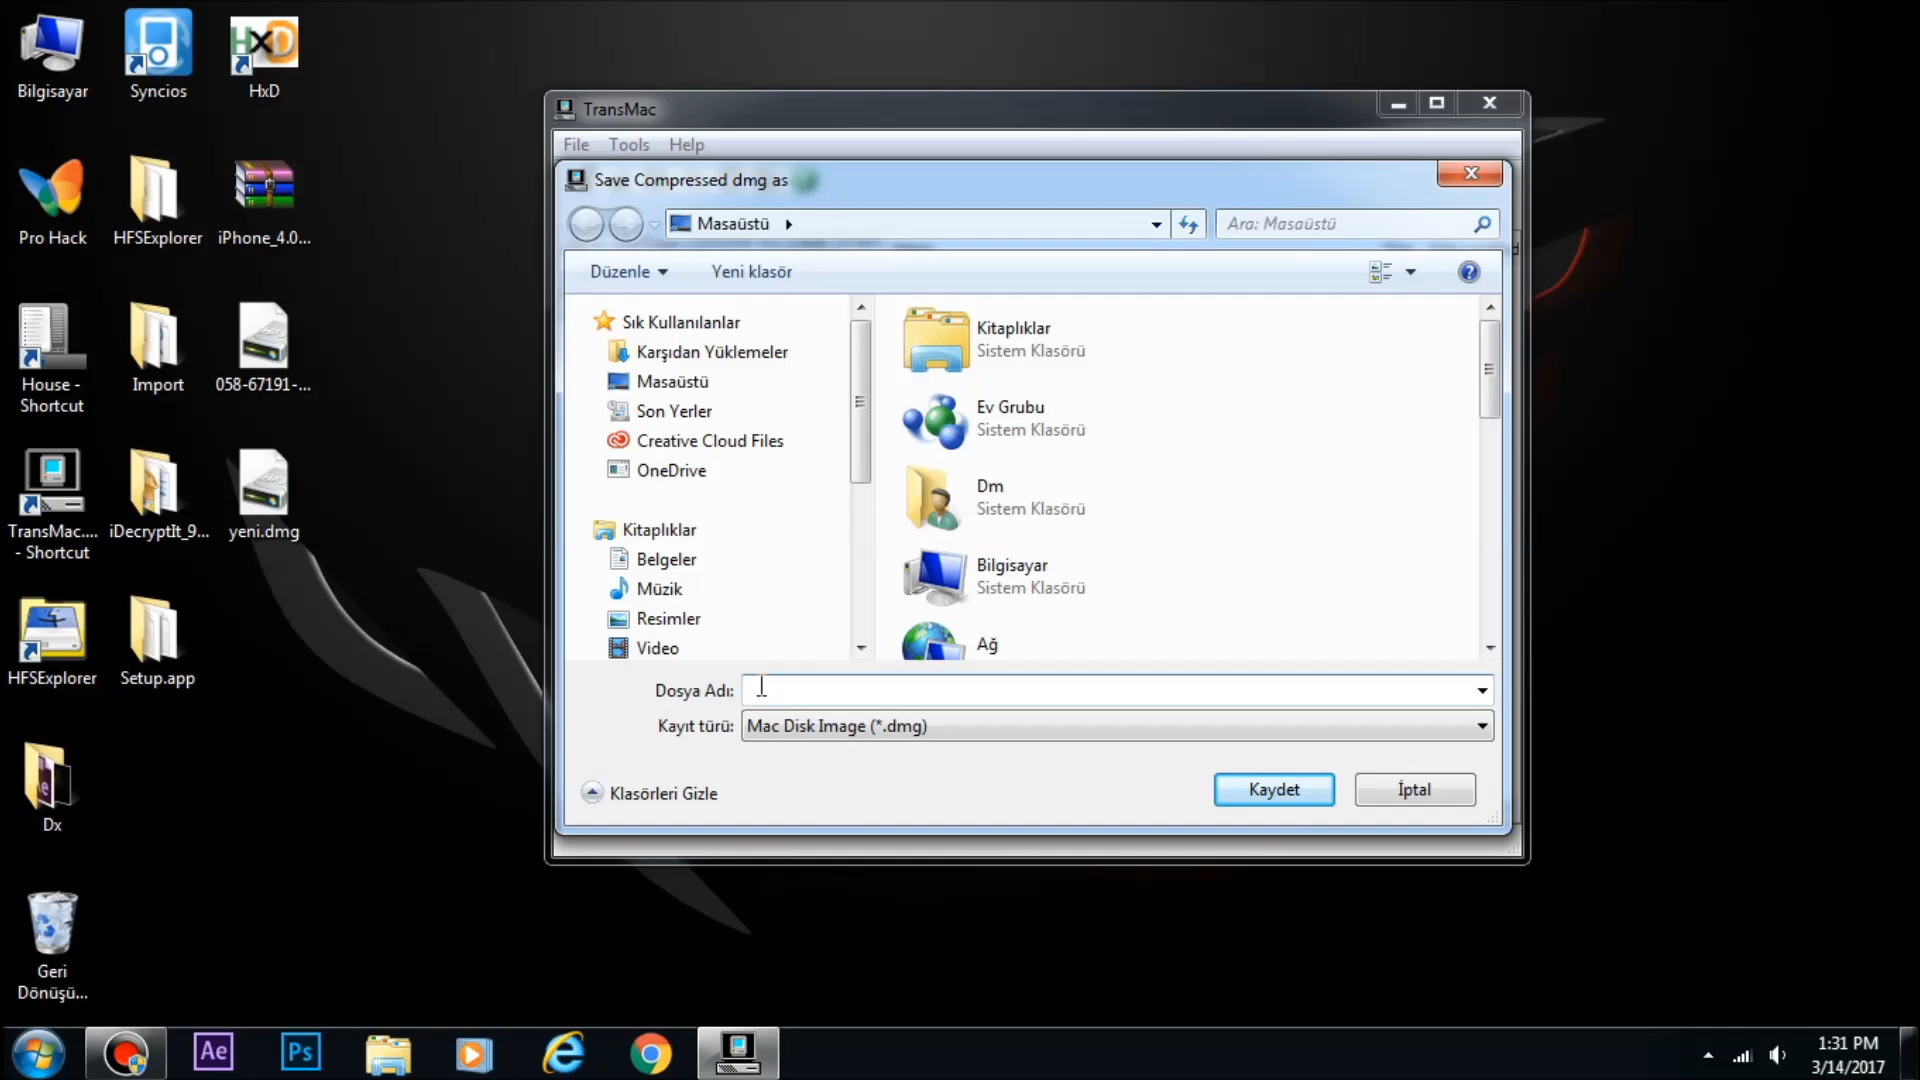 Bilgisayar
Syncios
HxD
HXD
Pro Hack
HFSExplorer
iPhone_4.0...
House -
Shortcut
Import
058-67191-...
TransMac....
- Shortcut
iDecryptIt_9...
yeni.dmg
HFSExplorer
Setup.app
Dx
Geri
Dönüşü...
TransMac
File Tools Help
Save Compressed dmg as
Masaüstü
Ara: Masaüstü
Düzenle
Yeni klasör
Sık Kullanılanlar
Karşıdan Yüklemeler
Masaüstü
Son Yerler
Creative Cloud Files
OneDrive
Kitaplıklar
Belgeler
Müzik
Resimler
Video
Kitaplıklar
Sistem Klasörü
Ev Grubu
Sistem Klasörü
Dm
Sistem Klasörü
Bilgisayar
Sistem Klasörü
Ağ
Dosya Adı:
Kayıt türü: Mac Disk Image (*.dmg)
Klasörleri Gizle
Kaydet
İptal
Ae
Ps
1:31 PM
3/14/2017